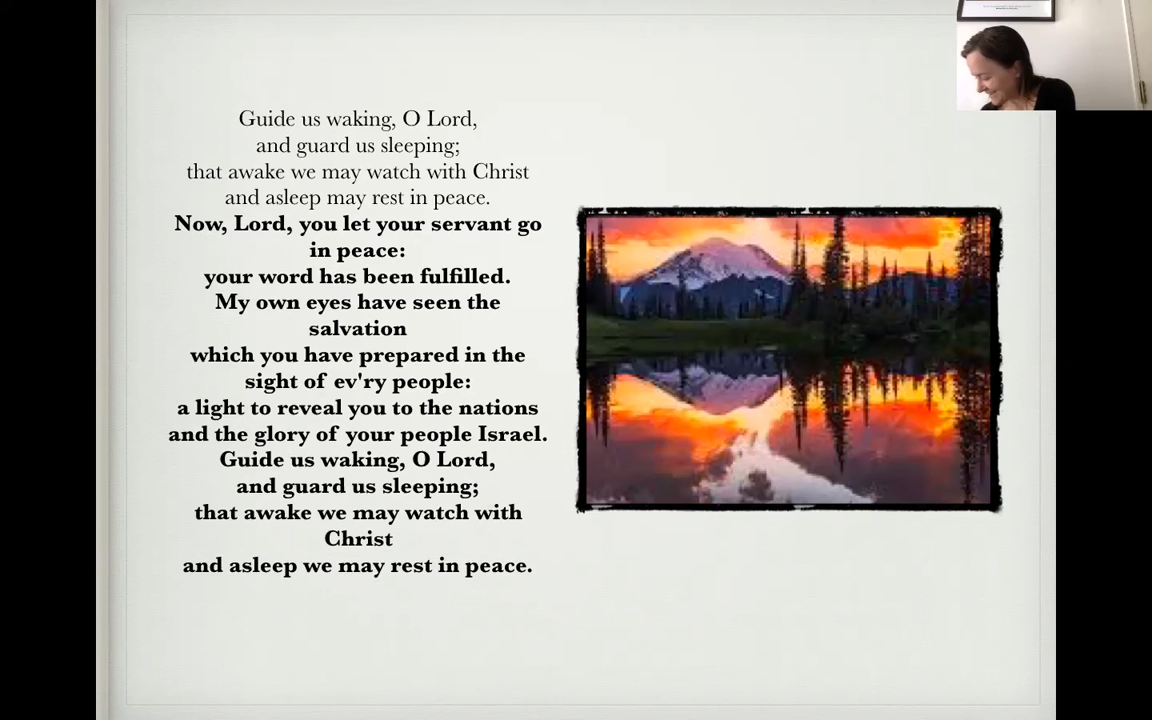 Guide us waking, O Lord,
and guard us sleeping;
that awake we may watch with Christ
and asleep may rest in peace.
Now, Lord, you let your servant go
in peace:
your word has been fulfilled.
My own eyes have seen the
salvation
which you have prepared in the
sight of ev'ry people:
a light to reveal you to the nations
and the glory of your people Israel.
Guide us waking, O Lord,
and guard us sleeping;
that awake we may watch with
Christ
and asleep we may rest in peace.